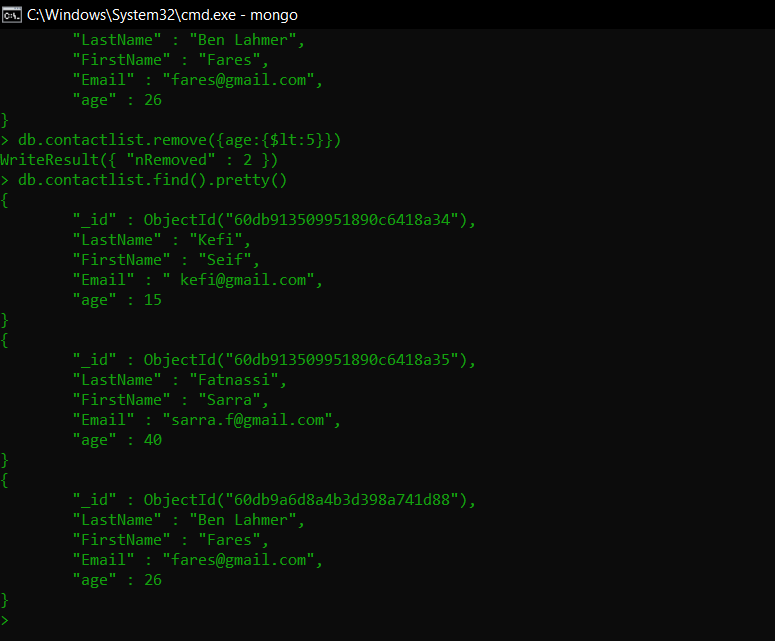 C:\Windows\System32\cmd.exe - mongo
"LastName" : "Ben Lahmer",
"FirstName" : "Fares",
"Email" : "fares@gmail.com",
"age" : 26
}
> db.contactlist.remove({age:{$lt:5}})
WriteResult({ "nRemoved" : 2 })
> db.contactlist.find().pretty()
{
"_id" : ObjectId("60db913509951890c6418a34"),
"LastName" : "Kefi",
"FirstName" : "Seif",
"Email" : " kefi@gmail.com",
"age" : 15
}
{
"_id" : ObjectId("60db913509951890c6418a35"),
"LastName" : "Fatnassi",
"FirstName" : "Sarra",
"Email" : "sarra.f@gmail.com",
"age" : 40
}
{
"_id" : ObjectId("60db9a6d8a4b3d398a741d88"),
"LastName" : "Ben Lahmer",
"FirstName" : "Fares",
"Email" : "fares@gmail.com",
"age" : 26
}
>